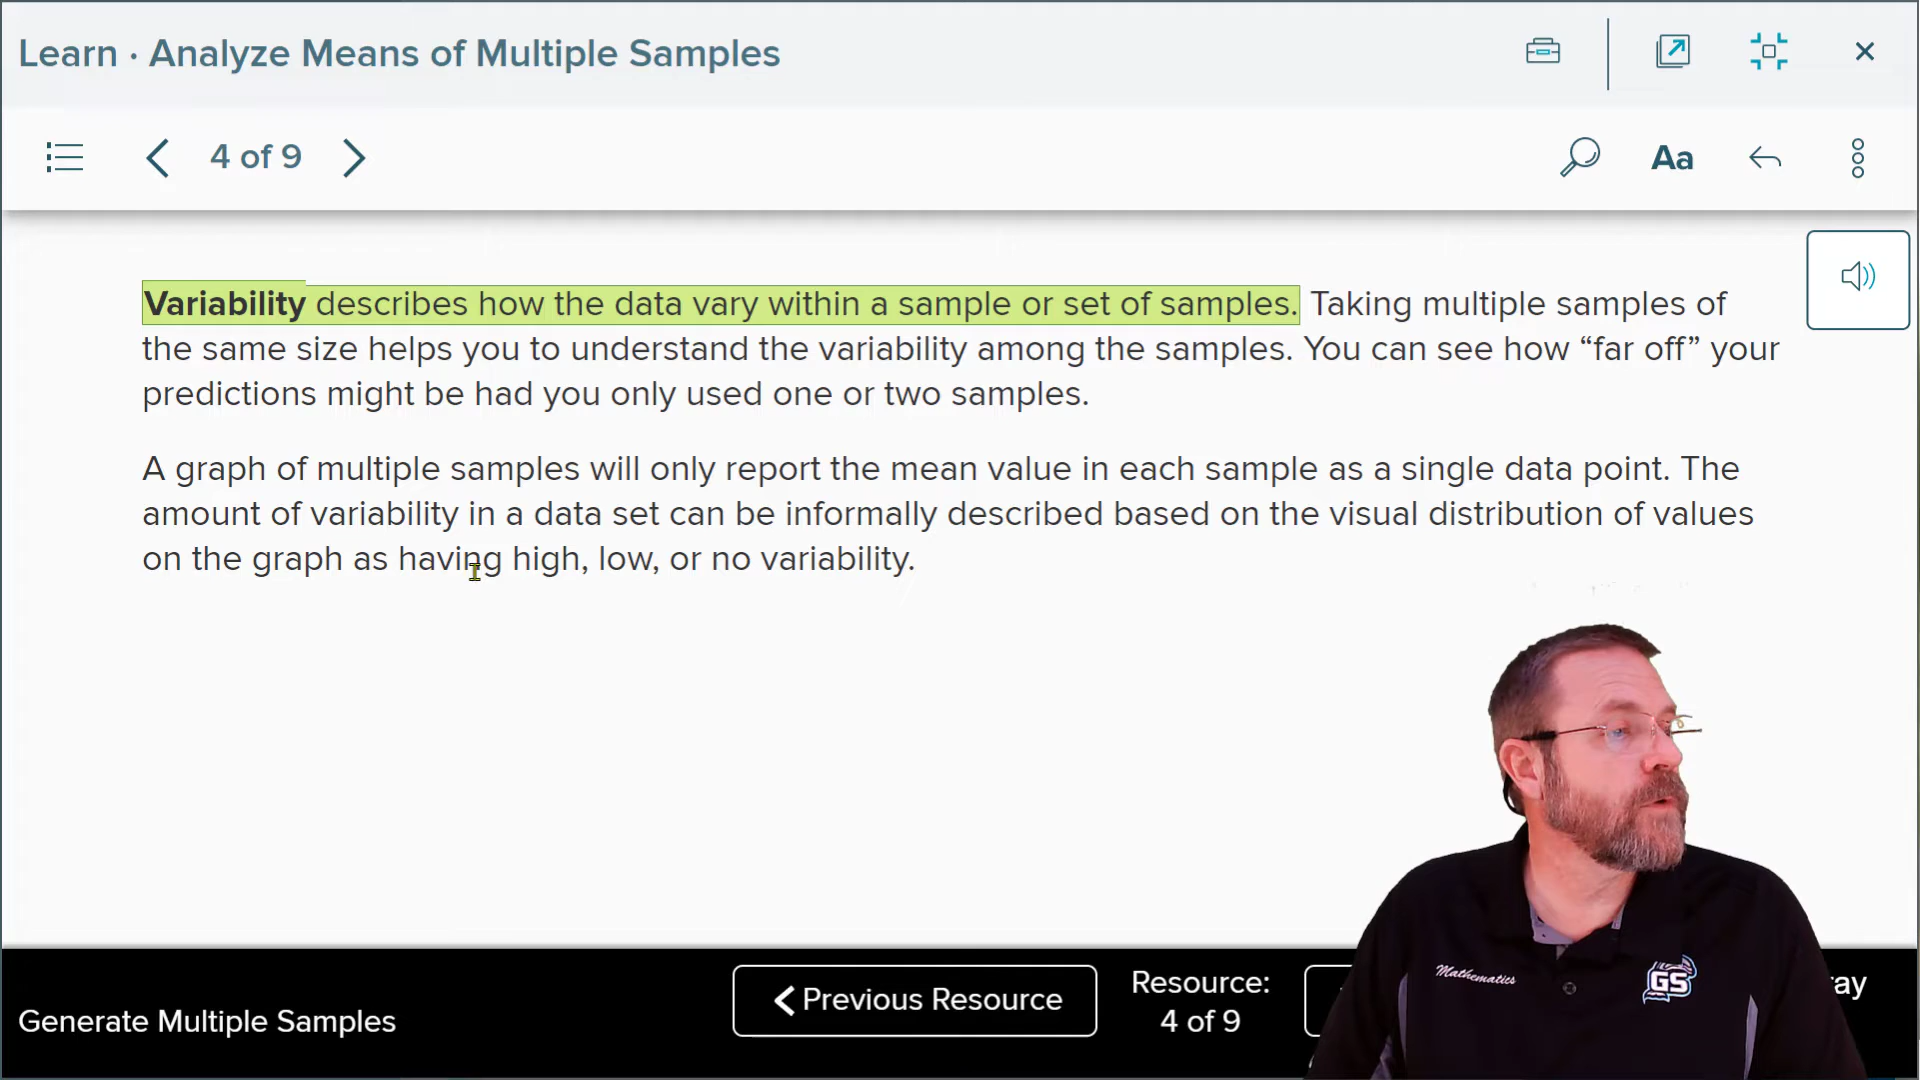 Learn · Analyze Means of Multiple Samples
4 of 9
Aa
Variability describes how the data vary within a sample or set of samples. Taking multiple samples of
the same size helps you to understand the variability among the samples. You can see how “far off” your
predictions might be had you only used one or two samples.
A graph of multiple samples will only report the mean value in each sample as a single data point. The
amount of variability in a data set can be informally described based on the visual distribution of values
on the graph as having high, low, or no variability.
Mathematics
GS
Generate Multiple Samples
Previous Resource
Resource:
4 of 9